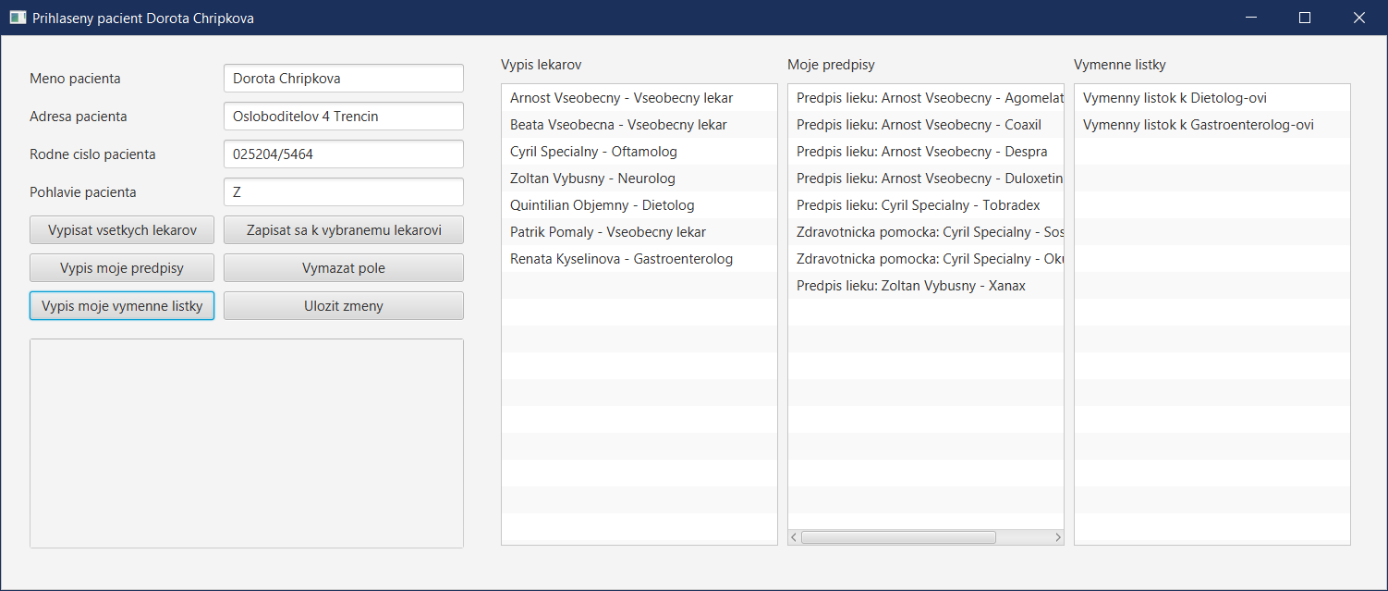 Prihlaseny pacient Dorota Chripkova
Meno pacienta
Dorota Chripkova
Adresa pacienta
Osloboditelov 4 Trencin
Rodne cislo pacienta
025204/5464
Pohlavie pacienta
Z
Vypisat vsetkych lekarov
Zapisat sa k vybranemu lekarovi
Vypis moje predpisy
Vymazat pole
Vypis moje vymenne listky
Ulozit zmeny
Vypis lekarov
Arnost Vseobecny - Vseobecny lekar
Beata Vseobecna - Vseobecny lekar
Cyril Specialny - Oftamolog
Zoltan Vybusny - Neurolog
Quintilian Objemny - Dietolog
Patrik Pomaly - Vseobecny lekar
Renata Kyselinova - Gastroenterolog
Moje predpisy
Predpis lieku: Arnost Vseobecny - Agomelat
Predpis lieku: Arnost Vseobecny - Coaxil
Predpis lieku: Arnost Vseobecny - Despra
Predpis lieku: Arnost Vseobecny - Duloxetin
Predpis lieku: Cyril Specialny - Tobradex
Zdravotnicka pomocka: Cyril Specialny - Sos
Zdravotnicka pomocka: Cyril Specialny - Oku
Predpis lieku: Zoltan Vybusny - Xanax
Vymenne listky
Vymenny listok k Dietolog-ovi
Vymenny listok k Gastroenterolog-ovi